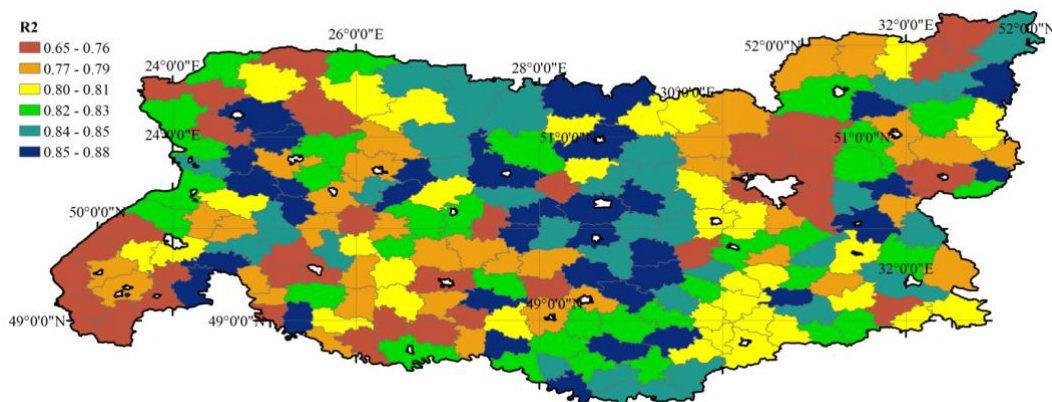 R2
0.65 - 0.76
0.77 - 0.79
0.80 - 0.81
0.82 - 0.83
0.84 - 0.85
0.85 - 0.88
32°0'0"E
52°0'0"N
52°0'0"N
26°0'0"E
24°0'0"E
28°0'0"E
30°0'0"E
24°0'0"E
51°0'0"N
51°0'0"N
50°0'0"N
32°0'0"E
49°0'0"N
49°0'0"N
49°0'0"N